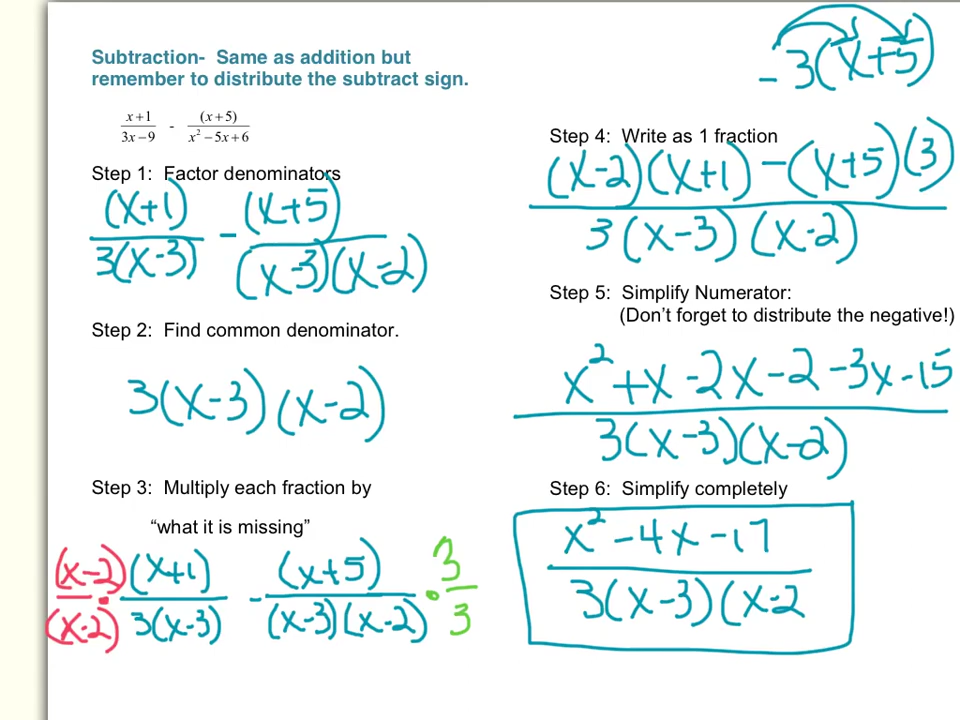 Subtraction- Same as addition but
remember to distribute the subtract sign.
x+1 / 3x-9 - (x+5) / x² - 5x + 6
Step 1: Factor denominators
(x+1) / 3(x-3) - (x+5) / (x-3)(x-2)
Step 2: Find common denominator.
3(x-3)(x-2)
Step 3: Multiply each fraction by
“what it is missing”
(x-2) / (x-2) • (x+1) / 3(x-3) - (x+5) / (x-3)(x-2) • 3 / 3
-3(x+5)
Step 4: Write as 1 fraction
(x-2)(x+1) - (x+5)(3)
3(x-3)(x-2)
Step 5: Simplify Numerator:
(Don’t forget to distribute the negative!)
x² + x - 2x - 2 - 3x - 15
3(x-3)(x-2)
Step 6: Simplify completely
x² - 4x - 17
3(x-3)(x-2